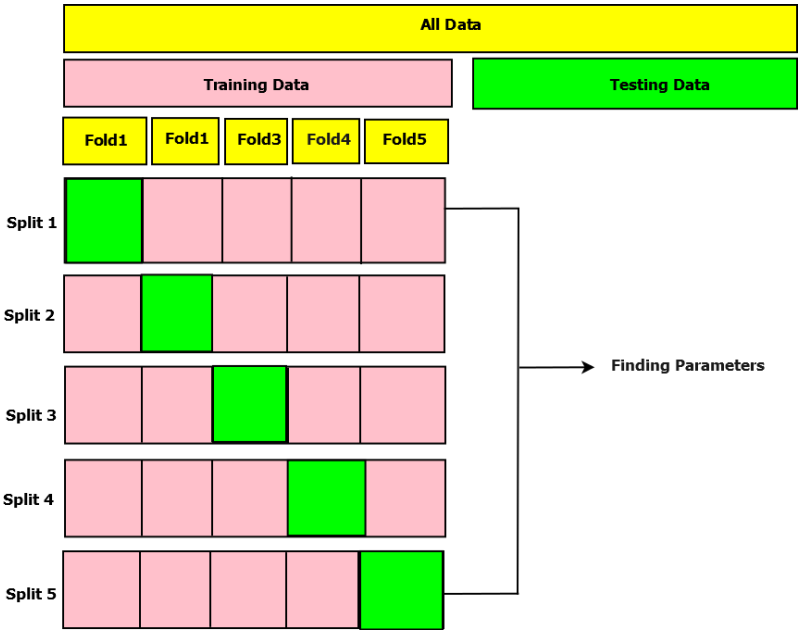 All Data
Training Data
Testing Data
Fold1
Fold1
Fold3
Fold4
Fold5
Split 1
Split 2
Split 3
Split 4
Split 5
Finding Parameters